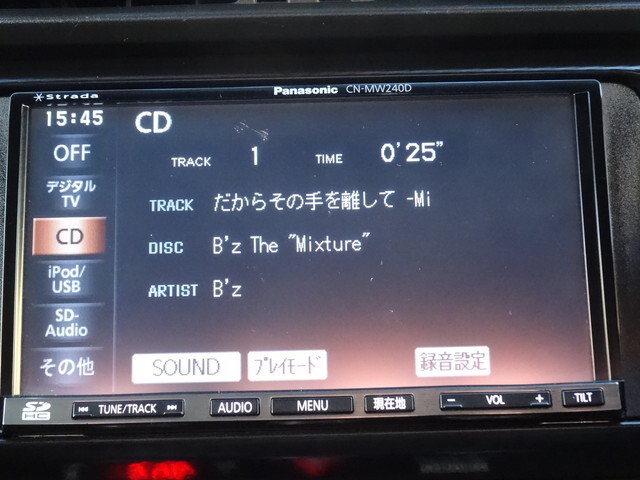 Strada
Panasonic CN-MW240D
15:45
CD
OFF
TRACK 1 TIME 0'25"
デジタル
TV
TRACK だからその手を離して -Mi
CD
DISC B'z The "Mixture"
iPod/
USB
ARTIST B'z
SD-
Audio
その他
SOUND プレイモード 録音設定
SD
HC
TUNE/TRACK AUDIO MENU 現在地 - VOL + TILT